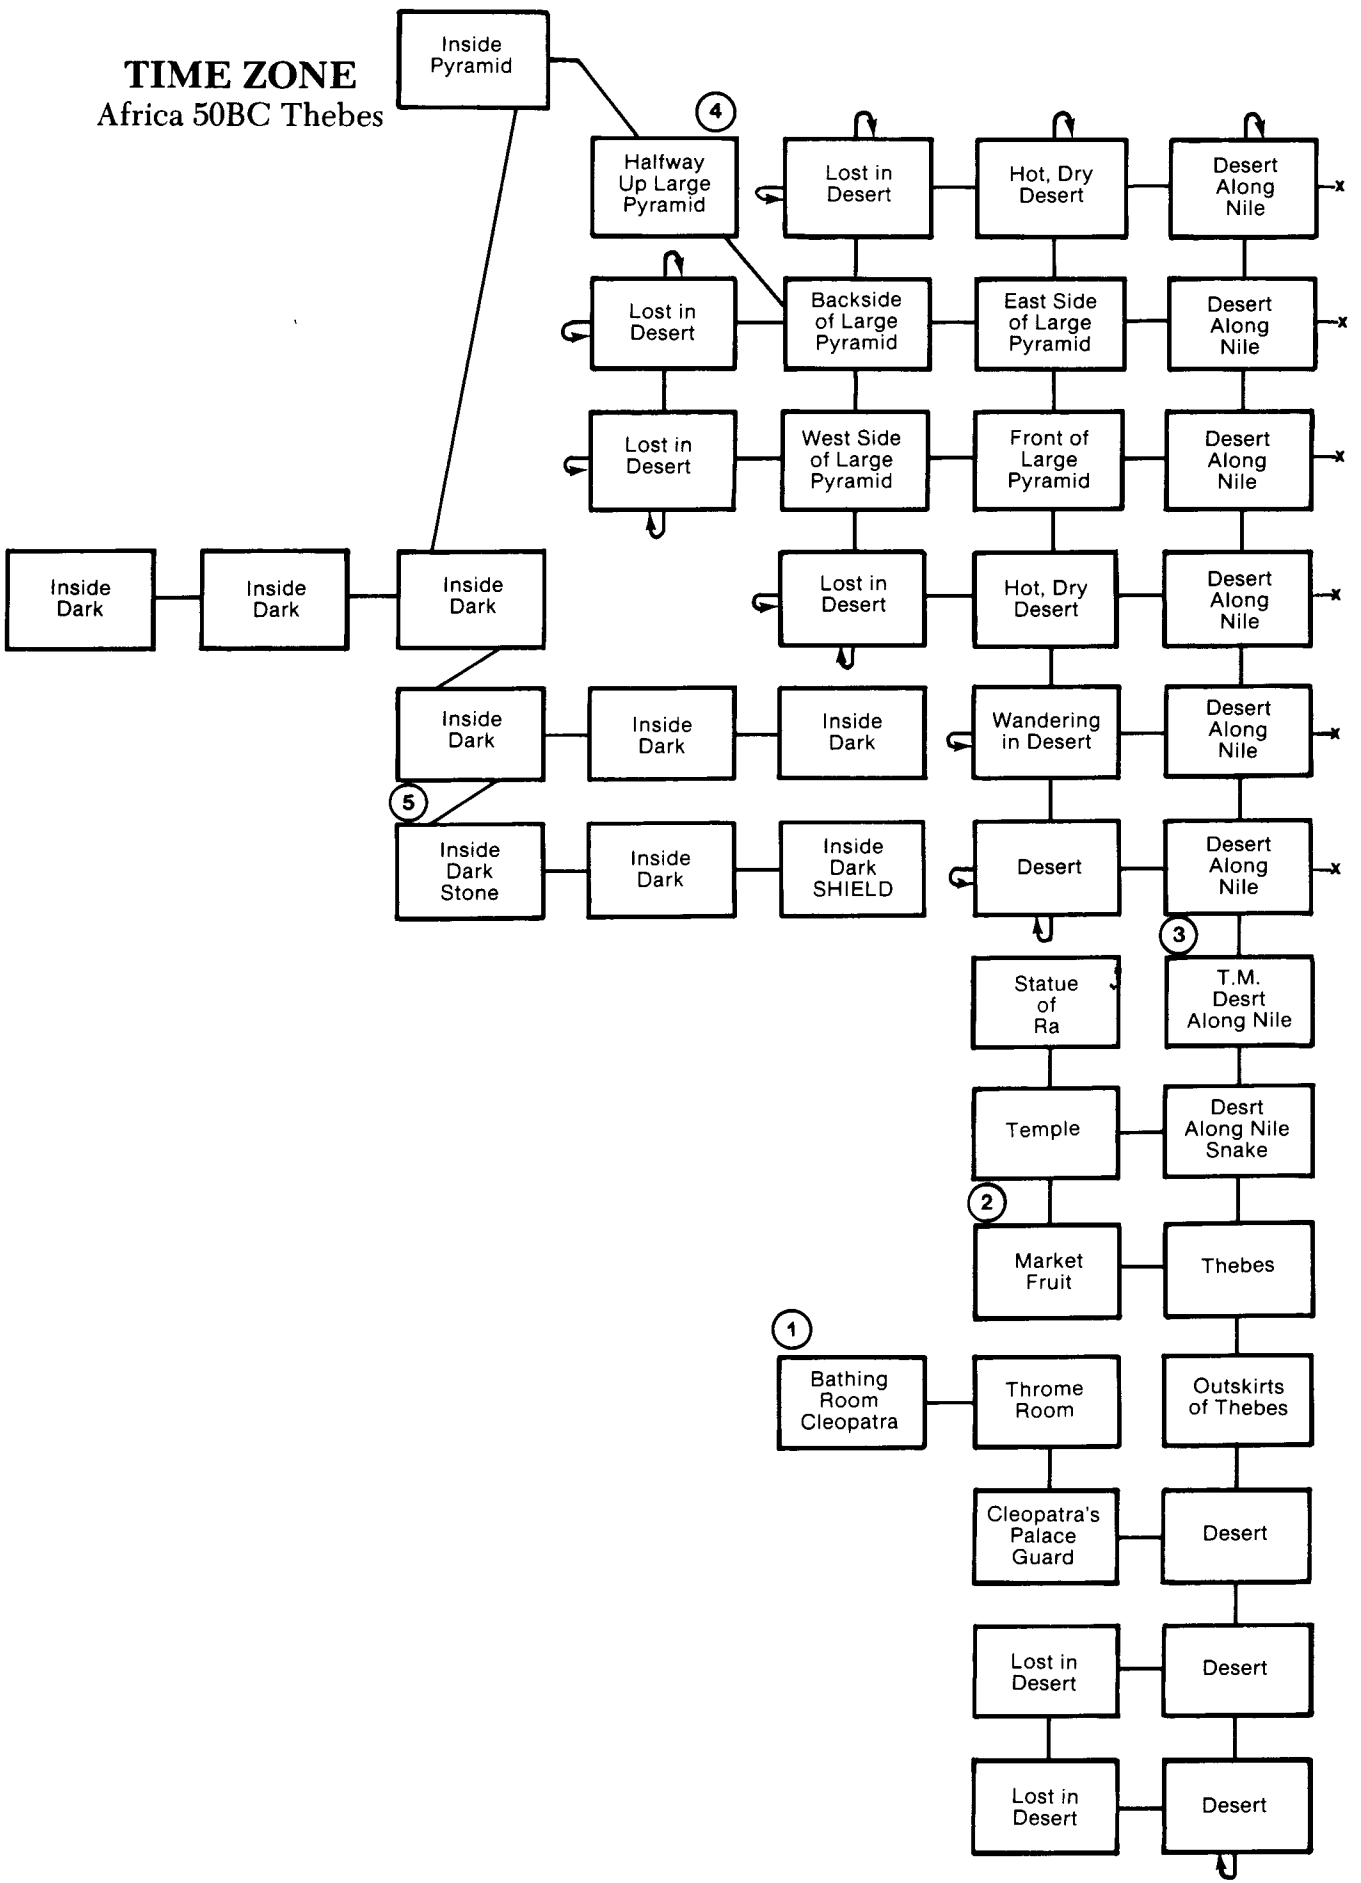 Inside
Pyramid
TIME ZONE
Africa 50BC Thebes
4
Halfway
Up Large
Pyramid
Lost in
Desert
Hot, Dry
Desert
Desert
Along
Nile
x
Lost in
Desert
Backside
of Large
Pyramid
East Side
of Large
Pyramid
Desert
Along
Nile
x
Lost in
Desert
West Side
of Large
Pyramid
Front of
Large
Pyramid
Desert
Along
Nile
x
Inside
Dark
Inside
Dark
Inside
Dark
Lost in
Desert
Hot, Dry
Desert
Desert
Along
Nile
x
Inside
Dark
Inside
Dark
Inside
Dark
Wandering
in Desert
Desert
Along
Nile
x
5
Inside
Dark
Stone
Inside
Dark
Inside
Dark
SHIELD
Desert
Desert
Along
Nile
x
3
Statue
of
Ra
T.M.
Desrt
Along Nile
Temple
Desrt
Along Nile
Snake
2
Market
Fruit
Thebes
1
Bathing
Room
Cleopatra
Throme
Room
Outskirts
of Thebes
Cleopatra's
Palace
Guard
Desert
Lost in
Desert
Desert
Lost in
Desert
Desert